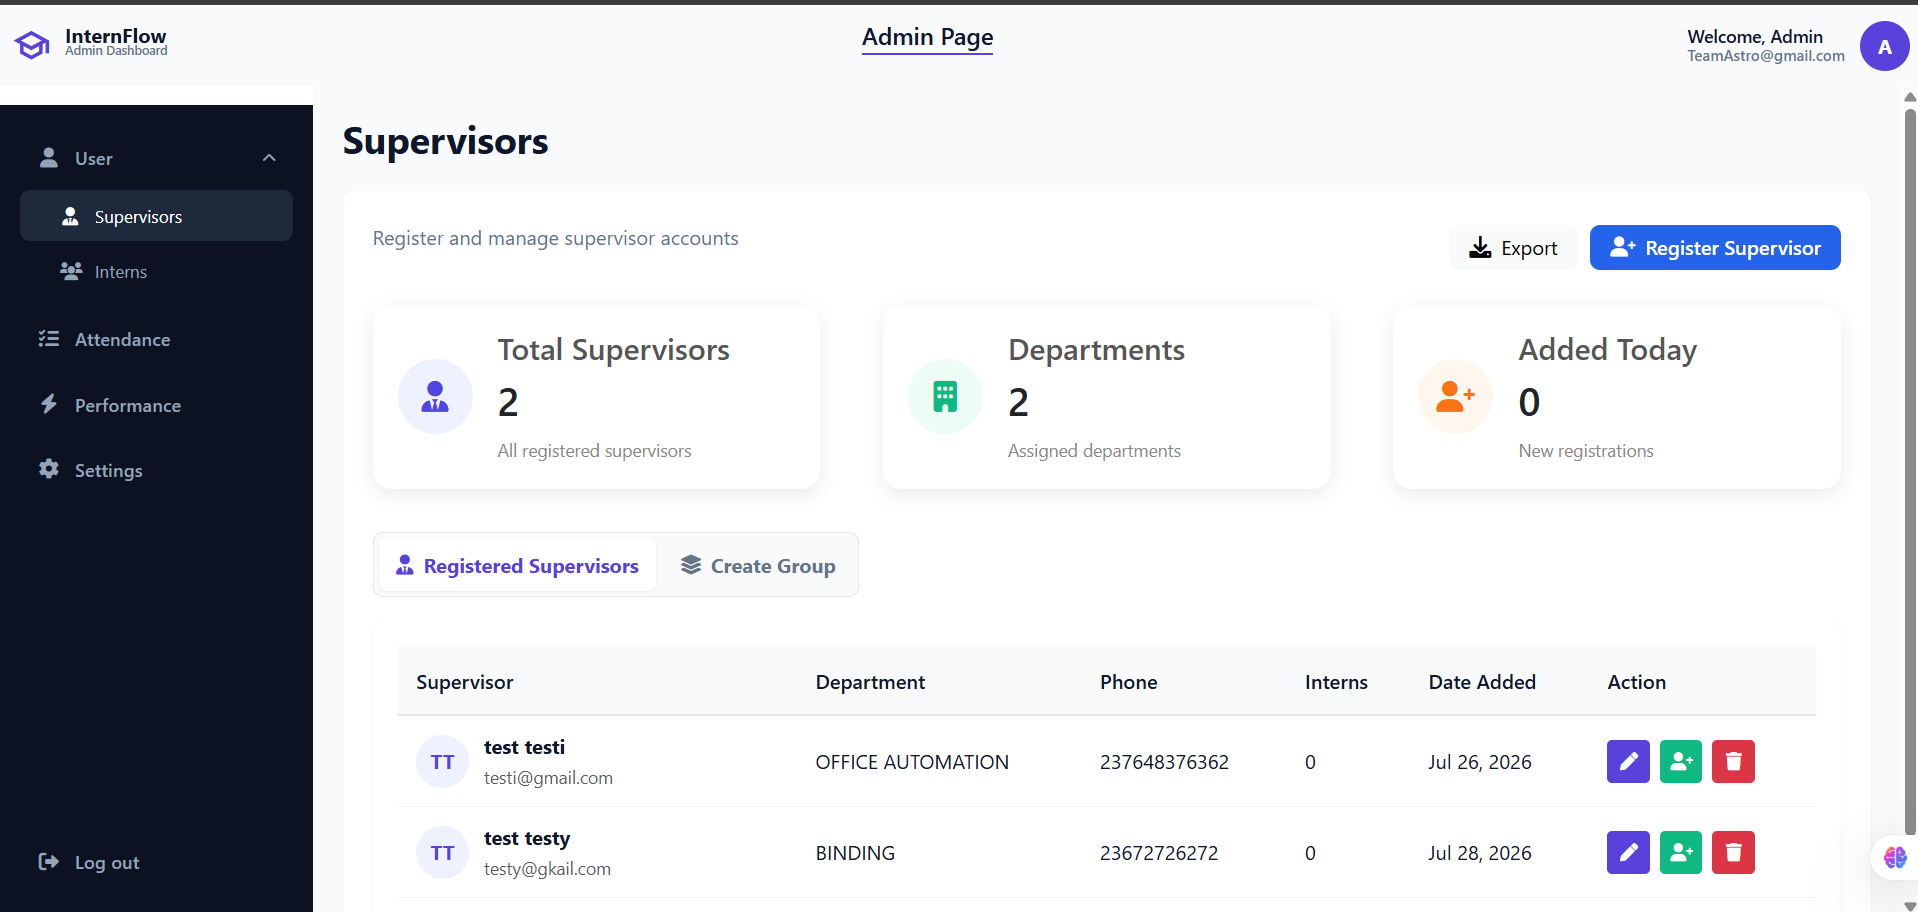 InternFlow
Admin Dashboard
Admin Page
Welcome, Admin
TeamAstro@gmail.com
A
User
Supervisors
Interns
Attendance
Performance
Settings
Log out
Supervisors
Register and manage supervisor accounts
Export
Register Supervisor
Total Supervisors
2
All registered supervisors
Departments
2
Assigned departments
Added Today
0
New registrations
Registered Supervisors
Create Group
Supervisor Department Phone Interns Date Added Action
TT test testi testi@gmail.com OFFICE AUTOMATION 237648376362 0 Jul 26, 2026
TT test testy testy@gkail.com BINDING 23672726272 0 Jul 28, 2026